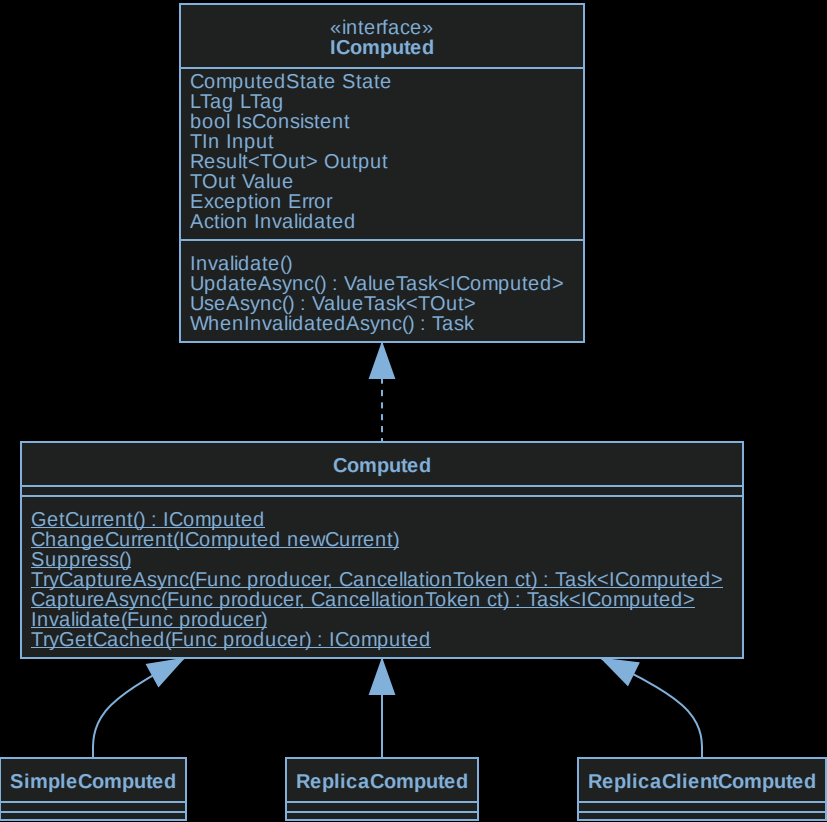 «interface»
IComputed
ComputedState State
LTag LTag
bool IsConsistent
TIn Input
Result<TOut> Output
TOut Value
Exception Error
Action Invalidated
Invalidate()
UpdateAsync() : ValueTask<IComputed>
UseAsync() : ValueTask<TOut>
WhenInvalidatedAsync() : Task
Computed
GetCurrent() : IComputed
ChangeCurrent(IComputed newCurrent)
Suppress()
TryCaptureAsync(Func producer, CancellationToken ct) : Task<IComputed>
CaptureAsync(Func producer, CancellationToken ct) : Task<IComputed>
Invalidate(Func producer)
TryGetCached(Func producer) : IComputed
SimpleComputed
ReplicaComputed
ReplicaClientComputed